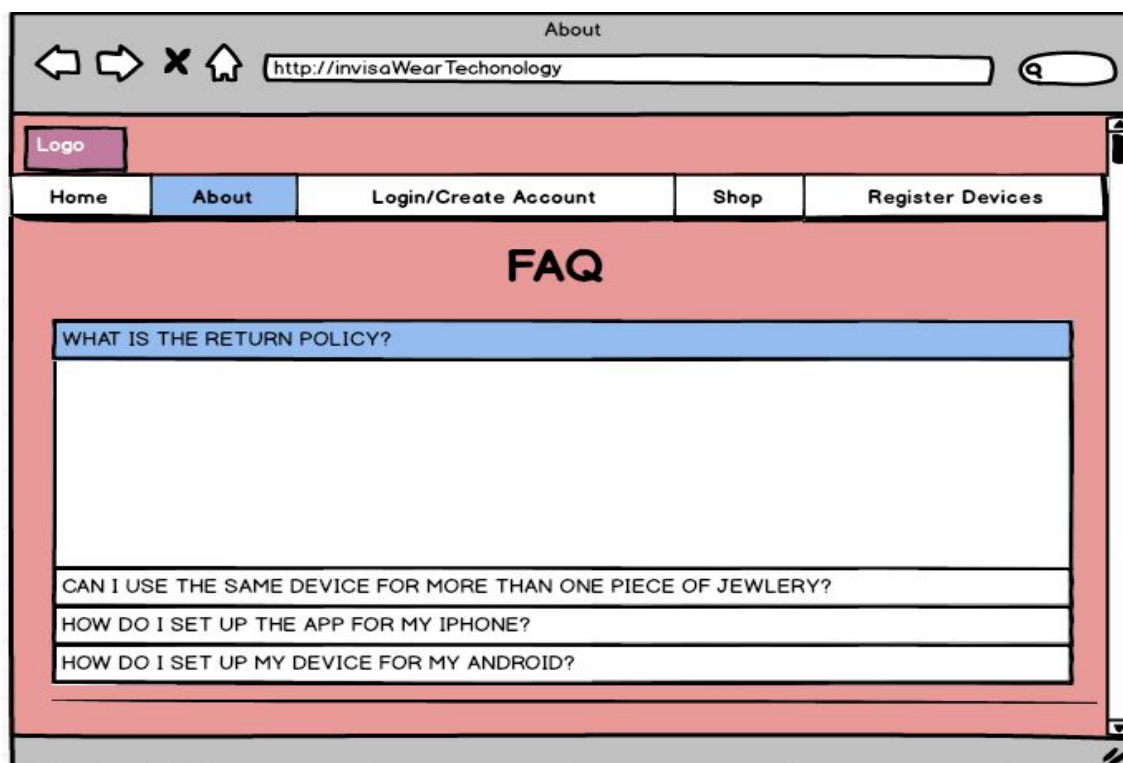 About
http://invisaWearTechonology
Logo
Home About Login/Create Account Shop Register Devices
FAQ
WHAT IS THE RETURN POLICY?
CAN I USE THE SAME DEVICE FOR MORE THAN ONE PIECE OF JEWLERY?
HOW DO I SET UP THE APP FOR MY IPHONE?
HOW DO I SET UP MY DEVICE FOR MY ANDROID?